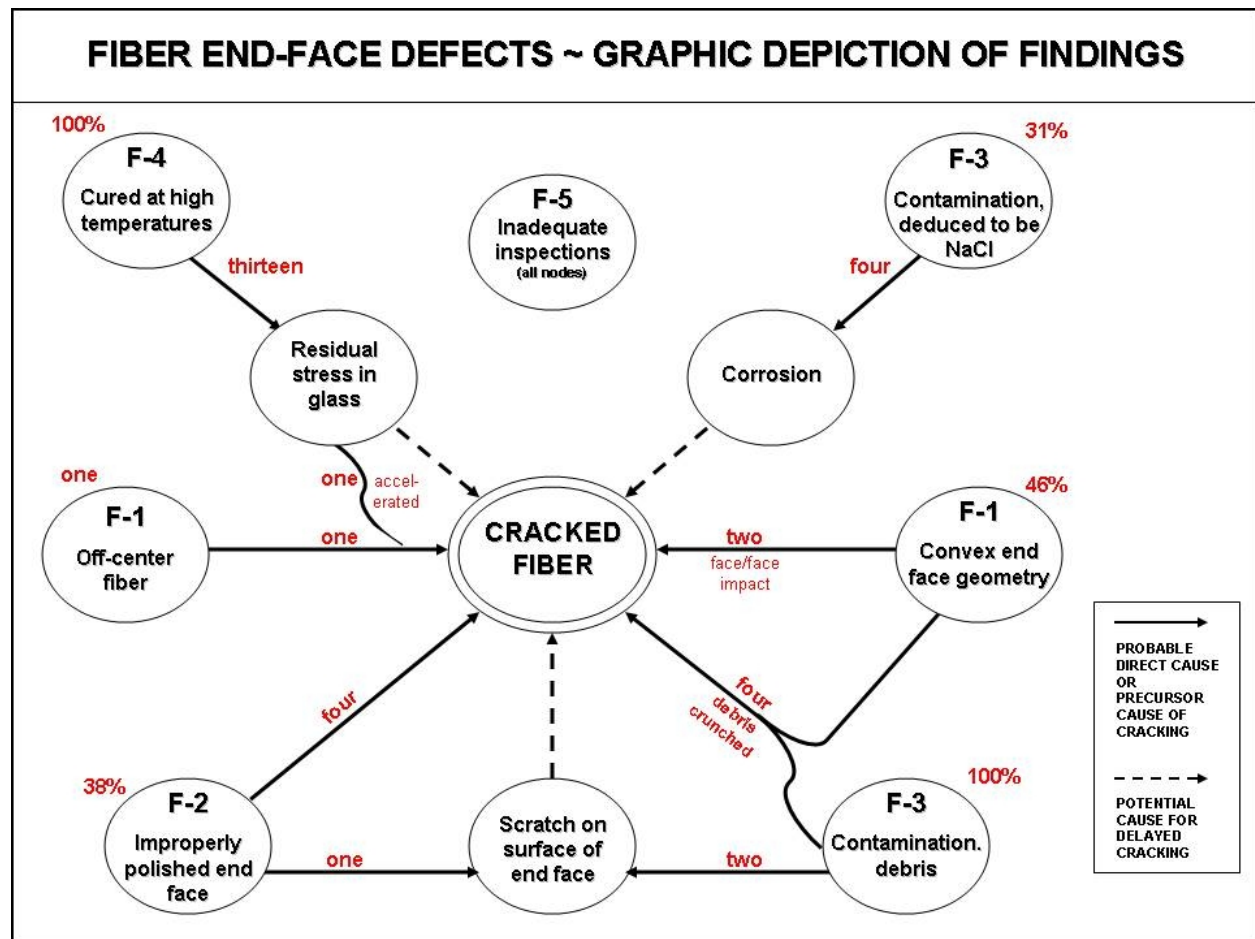 FIBER END-FACE DEFECTS ~ GRAPHIC DEPICTION OF FINDINGS
100%
F-4
Cured at high
temperatures
thirteen
F-5
Inadequate
inspections
(all nodes)
31%
F-3
Contamination,
deduced to be
NaCl
four
Residual
stress in
glass
Corrosion
one
accel-
erated
one
F-1
Off-center
fiber
one
CRACKED
FIBER
two
face/face
impact
46%
F-1
Convex end
face geometry
four
four
debris
crunched
38%
F-2
Improperly
polished end
face
one
Scratch on
surface of
end face
two
100%
F-3
Contamination.
debris
PROBABLE
DIRECT CAUSE
OR
PRECURSOR
CAUSE OF
CRACKING
POTENTIAL
CAUSE FOR
DELAYED
CRACKING